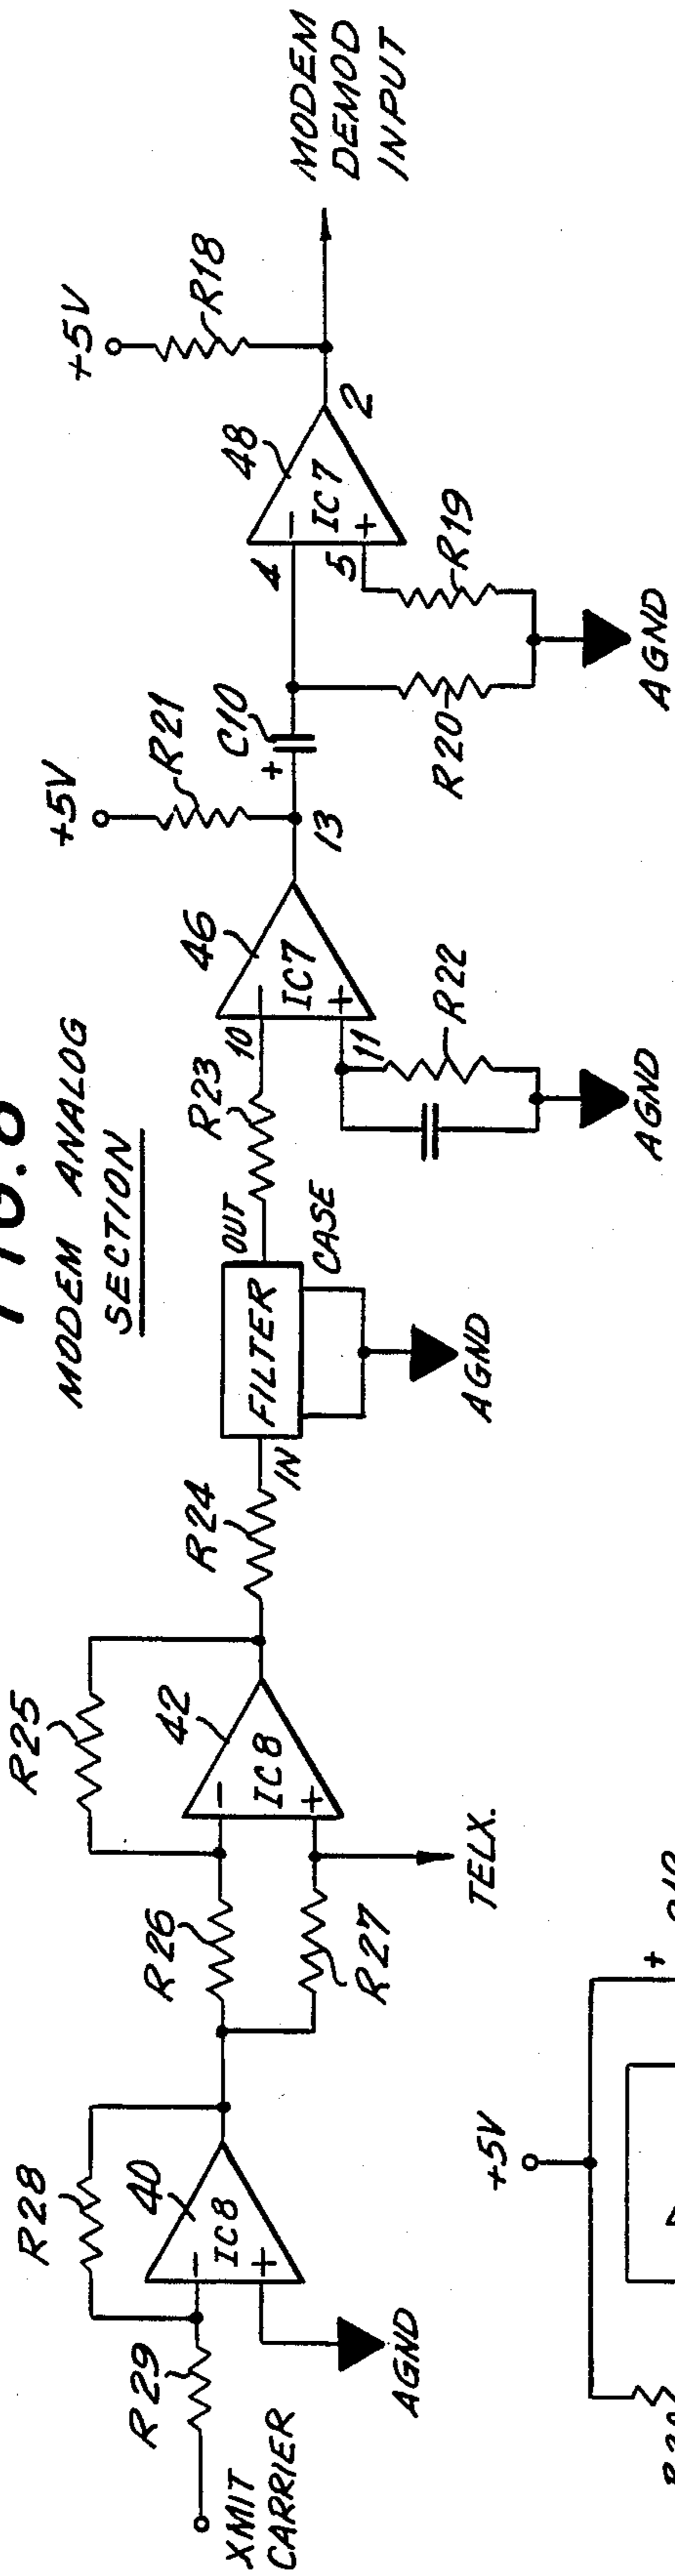 MODEM ANALOG
SECTION
XMIT
CARRIER
R29
R28
40
IC8
-
+
AGND
R26
R27
R25
42
IC8
-
+
TELX.
R24
IN
FILTER
OUT
CASE
AGND
R23
10
11
46
IC7
-
+
R22
AGND
13
+5V
R21
+
C10
R20
4
5
48
IC7
-
+
2
R19
AGND
+5V
R18
MODEM
DEMOD
INPUT
+5V
+